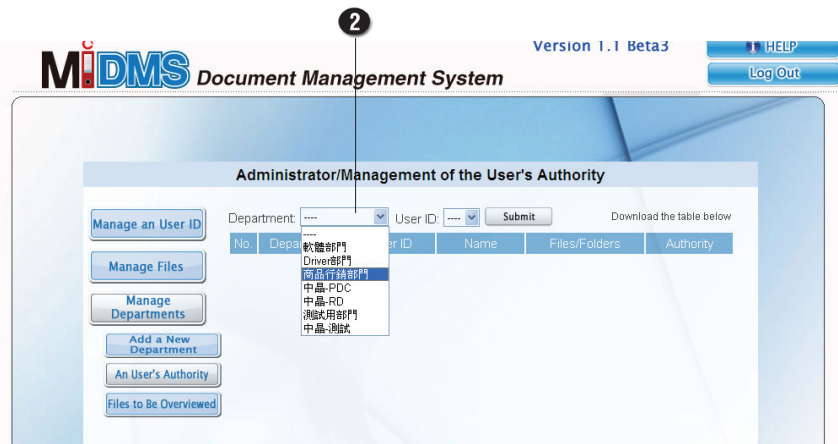 2
Version 1.1 Beta3
HELP
MiDMS Document Management System
Log Out
Administrator/Management of the User's Authority
Manage an User ID
Department: ---- User ID: ---- Submit Download the table below
No. Depa er ID Name Files/Folders Authority
----
軟體部門
Driver部門
商品行銷部門
中晶-PDC
中晶-RD
測試用部門
中晶-測試
Manage Files
Manage
Departments
Add a New
Department
An User's Authority
Files to Be Overviewed